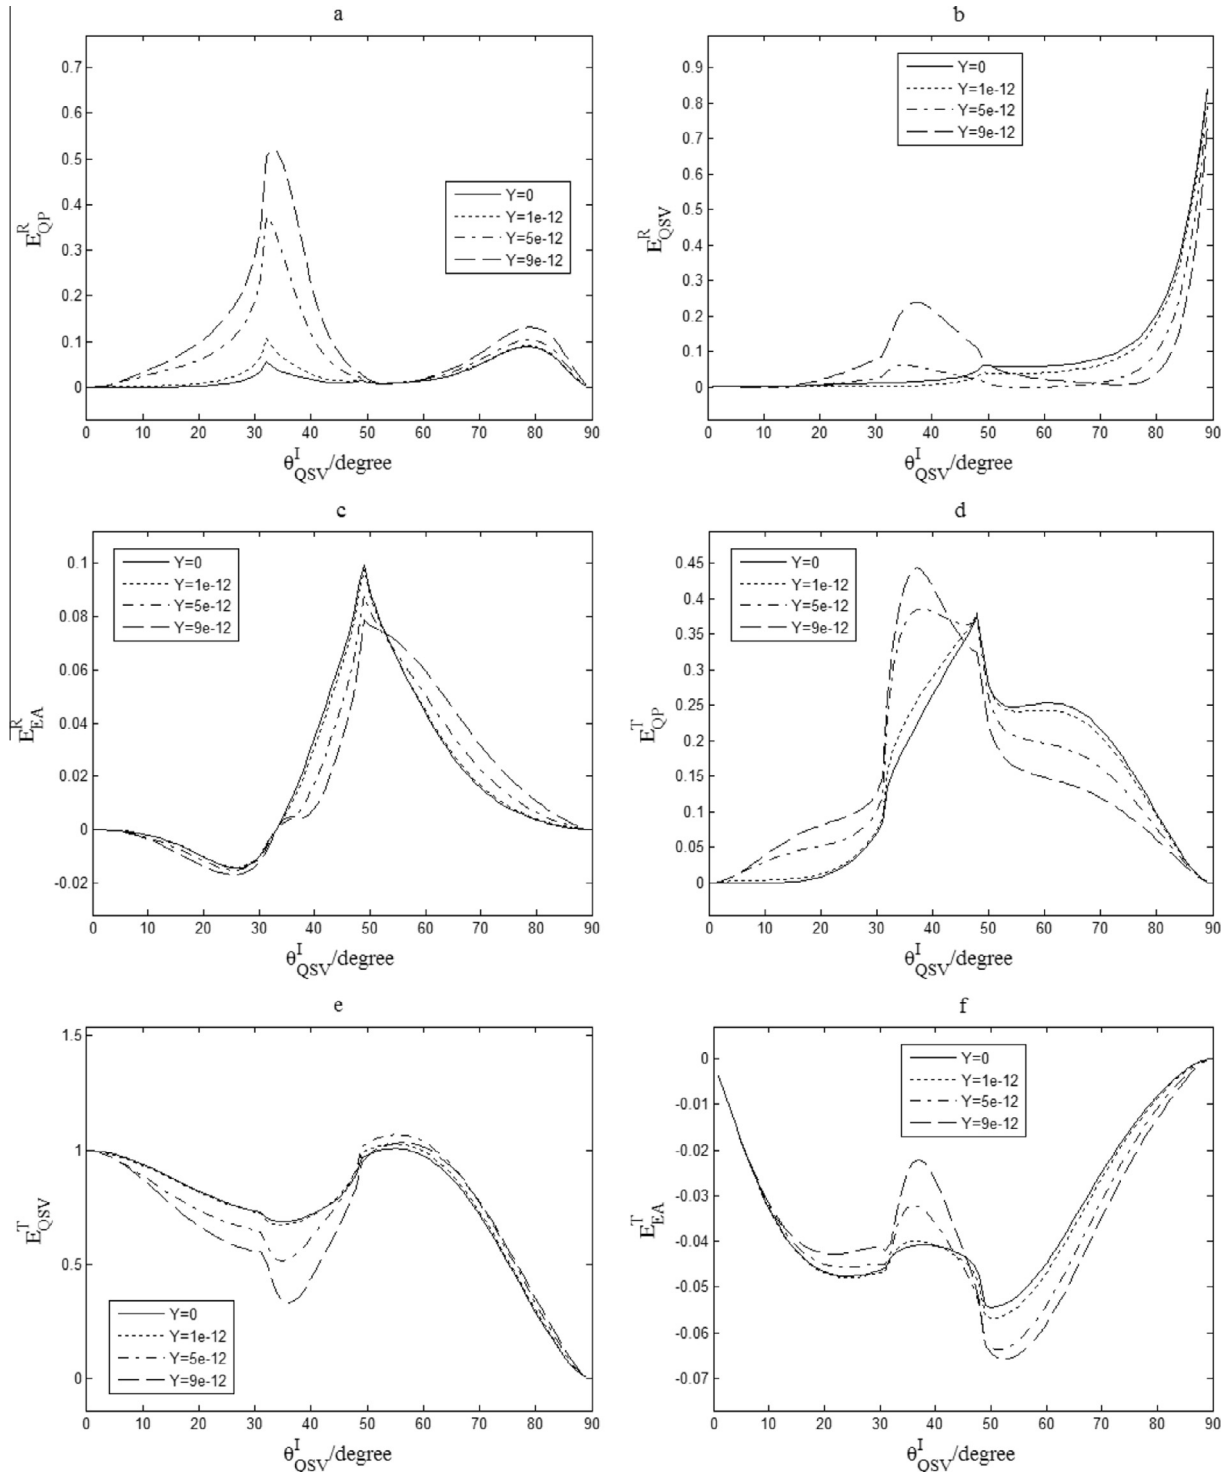 a
0.7
0.6
0.5
0.4
0.3
0.2
0.1
0
E^R_QP
Y=0
Y=1e-12
Y=5e-12
Y=9e-12
0 10 20 30 40 50 60 70 80 90
θ^I_QSV/degree
b
0.9
0.8
0.7
0.6
0.5
0.4
0.3
0.2
0.1
0
E^R_QSV
Y=0
Y=1e-12
Y=5e-12
Y=9e-12
0 10 20 30 40 50 60 70 80 90
θ^I_QSV/degree
c
0.1
0.08
0.06
0.04
0.02
0
-0.02
E^R_EA
Y=0
Y=1e-12
Y=5e-12
Y=9e-12
0 10 20 30 40 50 60 70 80 90
θ^I_QSV/degree
d
0.45
0.4
0.35
0.3
0.25
0.2
0.15
0.1
0.05
0
E^T_QP
Y=0
Y=1e-12
Y=5e-12
Y=9e-12
0 10 20 30 40 50 60 70 80 90
θ^I_QSV/degree
e
1.5
1
0.5
0
E^T_QSV
Y=0
Y=1e-12
Y=5e-12
Y=9e-12
0 10 20 30 40 50 60 70 80 90
θ^I_QSV/degree
f
0
-0.01
-0.02
-0.03
-0.04
-0.05
-0.06
-0.07
E^T_EA
Y=0
Y=1e-12
Y=5e-12
Y=9e-12
0 10 20 30 40 50 60 70 80 90
θ^I_QSV/degree